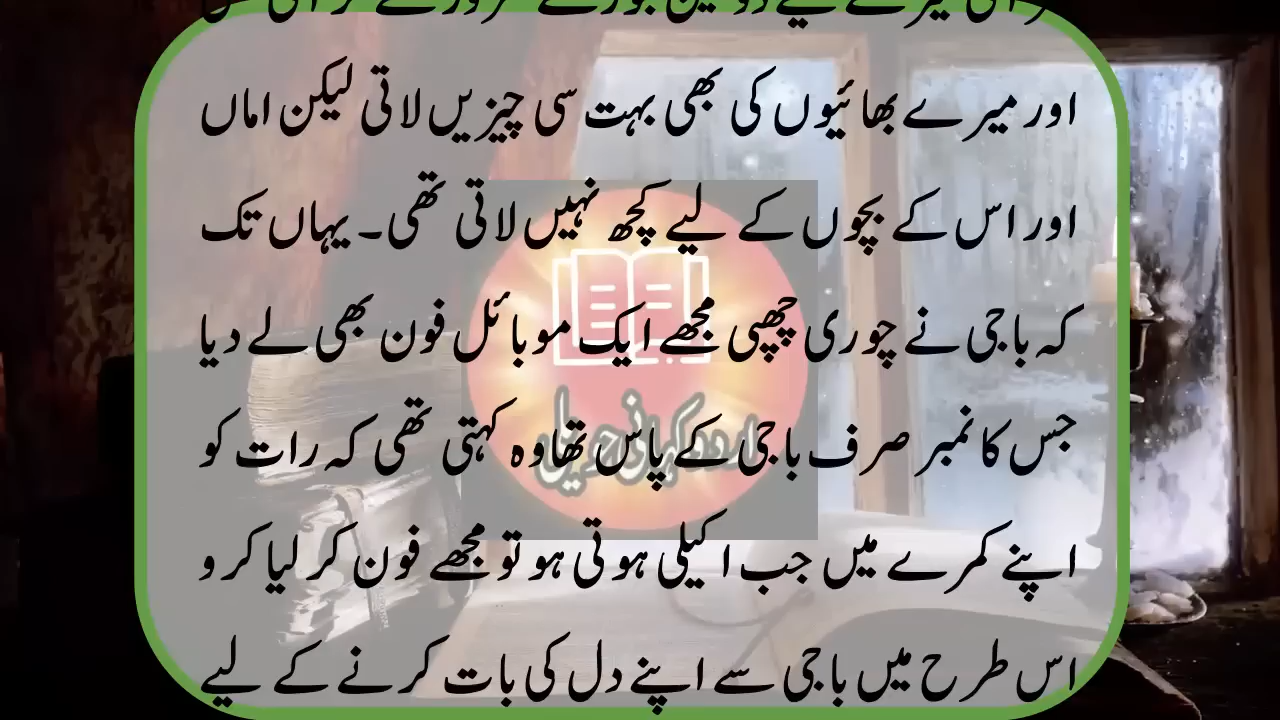 اور میرے بھائیوں کی بھی بہت سی چیزیں لاتی لیکن اماں
اور اس کے بچوں کے لیے کچھ نہیں لاتی تھی۔ یہاں تک
کہ باجی نے چوری چھپی مجھے ایک موبائل فون بھی لے دیا
جس کا نمبر صرف باجی کے پاس تھا وہ کہتی تھی کہ رات کو
اپنے کمرے میں جب اکیلی ہوتی ہو تو مجھے فون کر لیا کرو
اس طرح میں باجی سے اپنے دل کی بات کرنے کے لیے
اردو کہانی حویلی